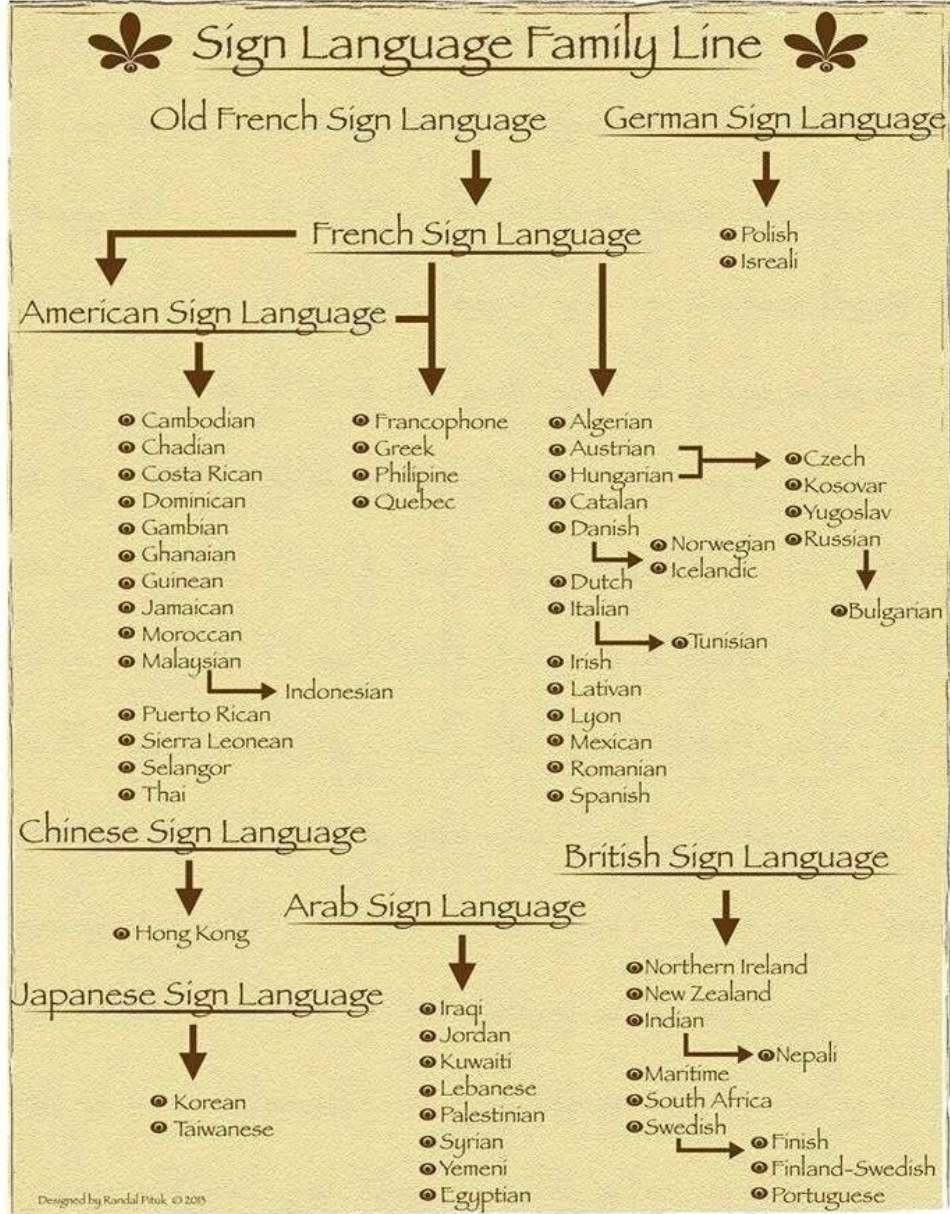 Sign Language Family Line
Old French Sign Language
German Sign Language
Polish
Isreali
French Sign Language
American Sign Language
Cambodian
Chadian
Costa Rican
Dominican
Gambian
Ghanaian
Guinean
Jamaican
Moroccan
Malaysian
Indonesian
Puerto Rican
Sierra Leonean
Selangor
Thai
Francophone
Greek
Philipine
Quebec
Algerian
Austrian
Hungarian
Catalan
Danish
Norwegian
Icelandic
Dutch
Italian
Tunisian
Irish
Lativan
Lyon
Mexican
Romanian
Spanish
Czech
Kosovar
Yugoslav
Russian
Bulgarian
Chinese Sign Language
Hong Kong
Japanese Sign Language
Korean
Taiwanese
Arab Sign Language
Iraqi
Jordan
Kuwaiti
Lebanese
Palestinian
Syrian
Yemeni
Egyptian
British Sign Language
Northern Ireland
New Zealand
Indian
Nepali
Maritime
South Africa
Swedish
Finish
Finland-Swedish
Portuguese
Designed by Randal Pituk © 2013